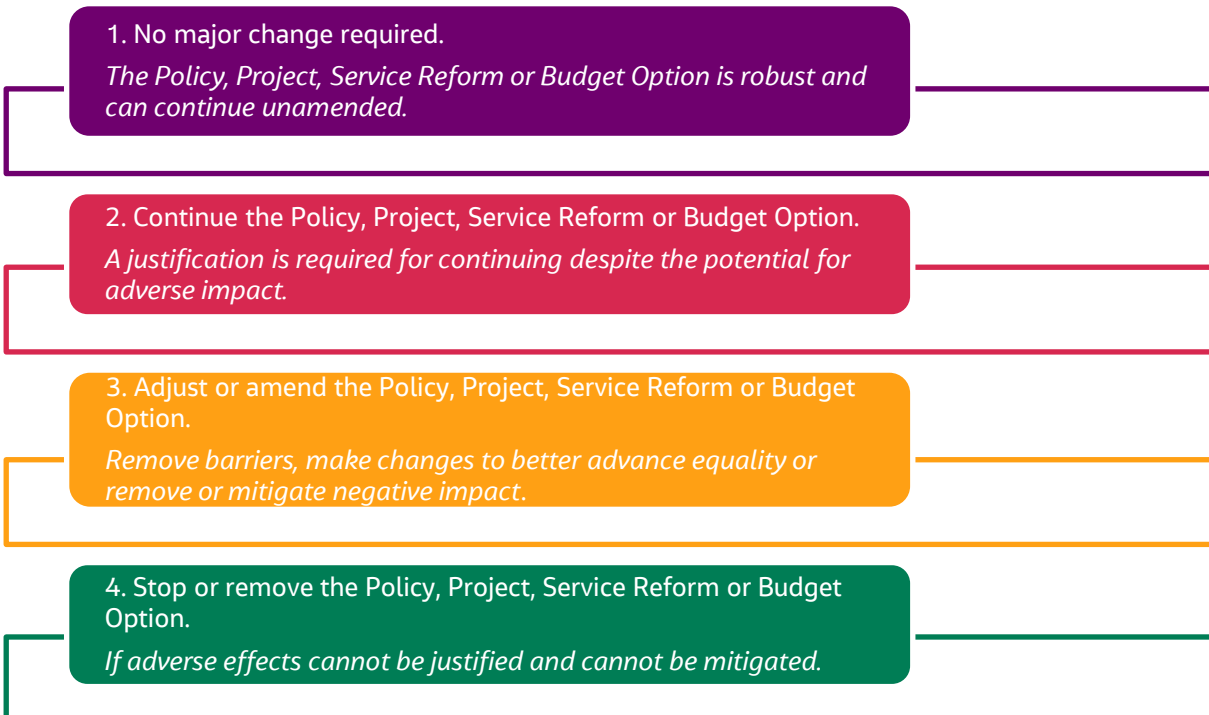 1. No major change required.
The Policy, Project, Service Reform or Budget Option is robust and
can continue unamended.
2. Continue the Policy, Project, Service Reform or Budget Option.
A justification is required for continuing despite the potential for
adverse impact.
3. Adjust or amend the Policy, Project, Service Reform or Budget
Option.
Remove barriers, make changes to better advance equality or
remove or mitigate negative impact.
4. Stop or remove the Policy, Project, Service Reform or Budget
Option.
If adverse effects cannot be justified and cannot be mitigated.